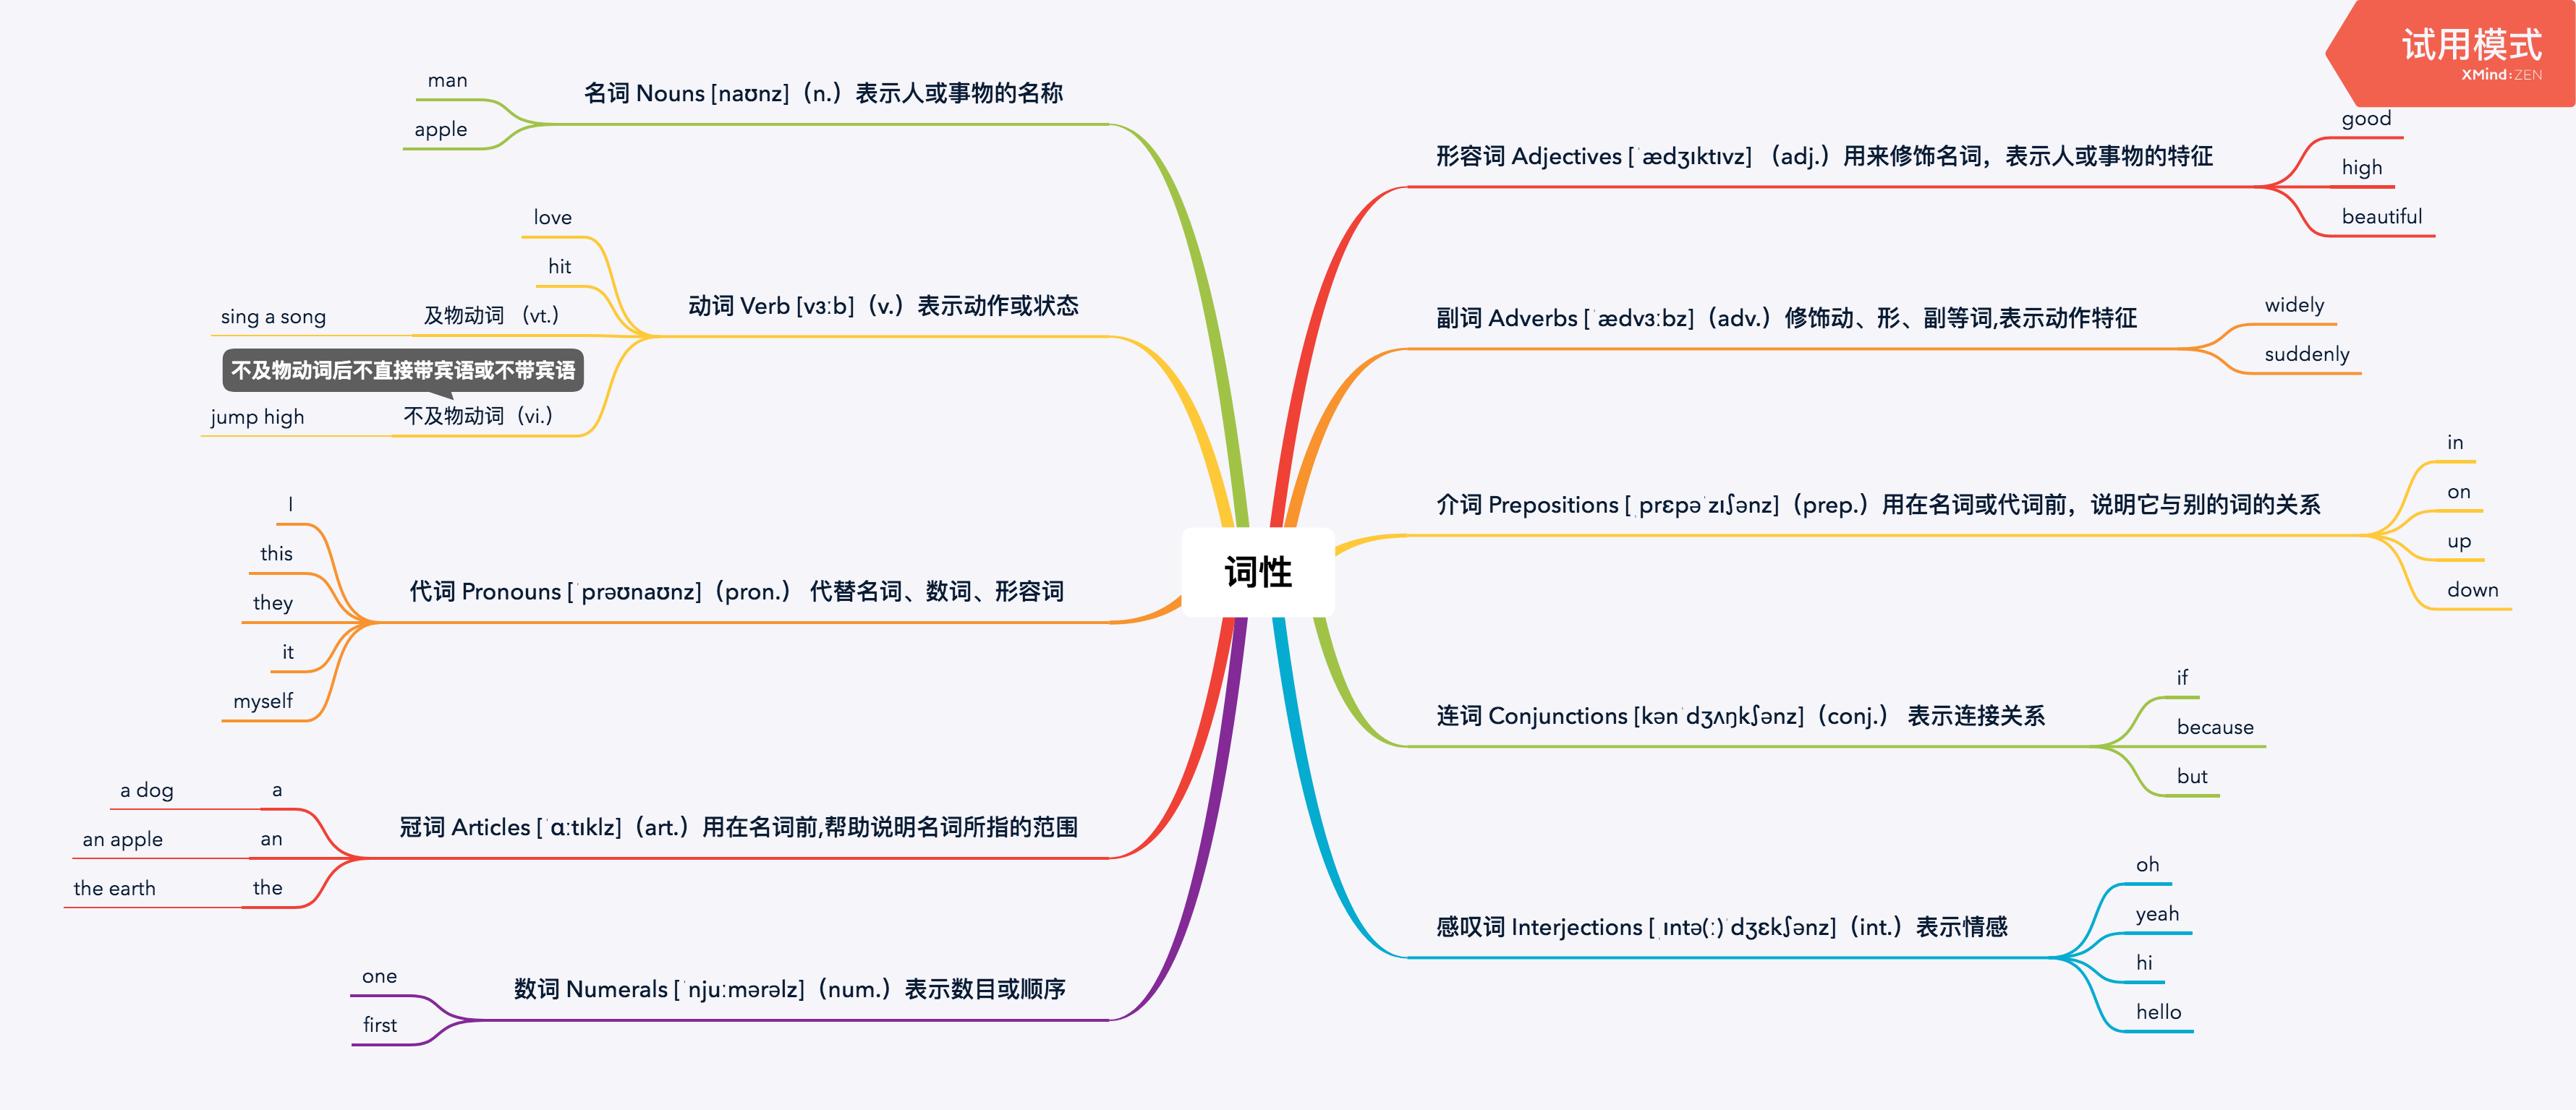 试用模式
XMind:ZEN
词性
形容词 Adjectives [ˈædʒɪktɪvz] （adj.）用来修饰名词，表示人或事物的特征
good
high
beautiful
副词 Adverbs [ˈædvɜːbz]（adv.）修饰动、形、副等词,表示动作特征
widely
suddenly
介词 Prepositions [ˌprɛpəˈzɪʃənz]（prep.）用在名词或代词前，说明它与别的词的关系
in
on
up
down
连词 Conjunctions [kənˈdʒʌŋkʃənz]（conj.） 表示连接关系
if
because
but
感叹词 Interjections [ˌɪntə(ː)ˈdʒɛkʃənz]（int.）表示情感
oh
yeah
hi
hello
名词 Nouns [naʊnz]（n.）表示人或事物的名称
man
apple
动词 Verb [vɜːb]（v.）表示动作或状态
love
hit
及物动词 （vt.）
sing a song
不及物动词后不直接带宾语或不带宾语
不及物动词（vi.）
jump high
代词 Pronouns [ˈprəʊnaʊnz]（pron.） 代替名词、数词、形容词
I
this
they
it
myself
冠词 Articles [ˈɑːtɪklz]（art.）用在名词前,帮助说明名词所指的范围
a
a dog
an
an apple
the
the earth
数词 Numerals [ˈnjuːmərəlz]（num.）表示数目或顺序
one
first